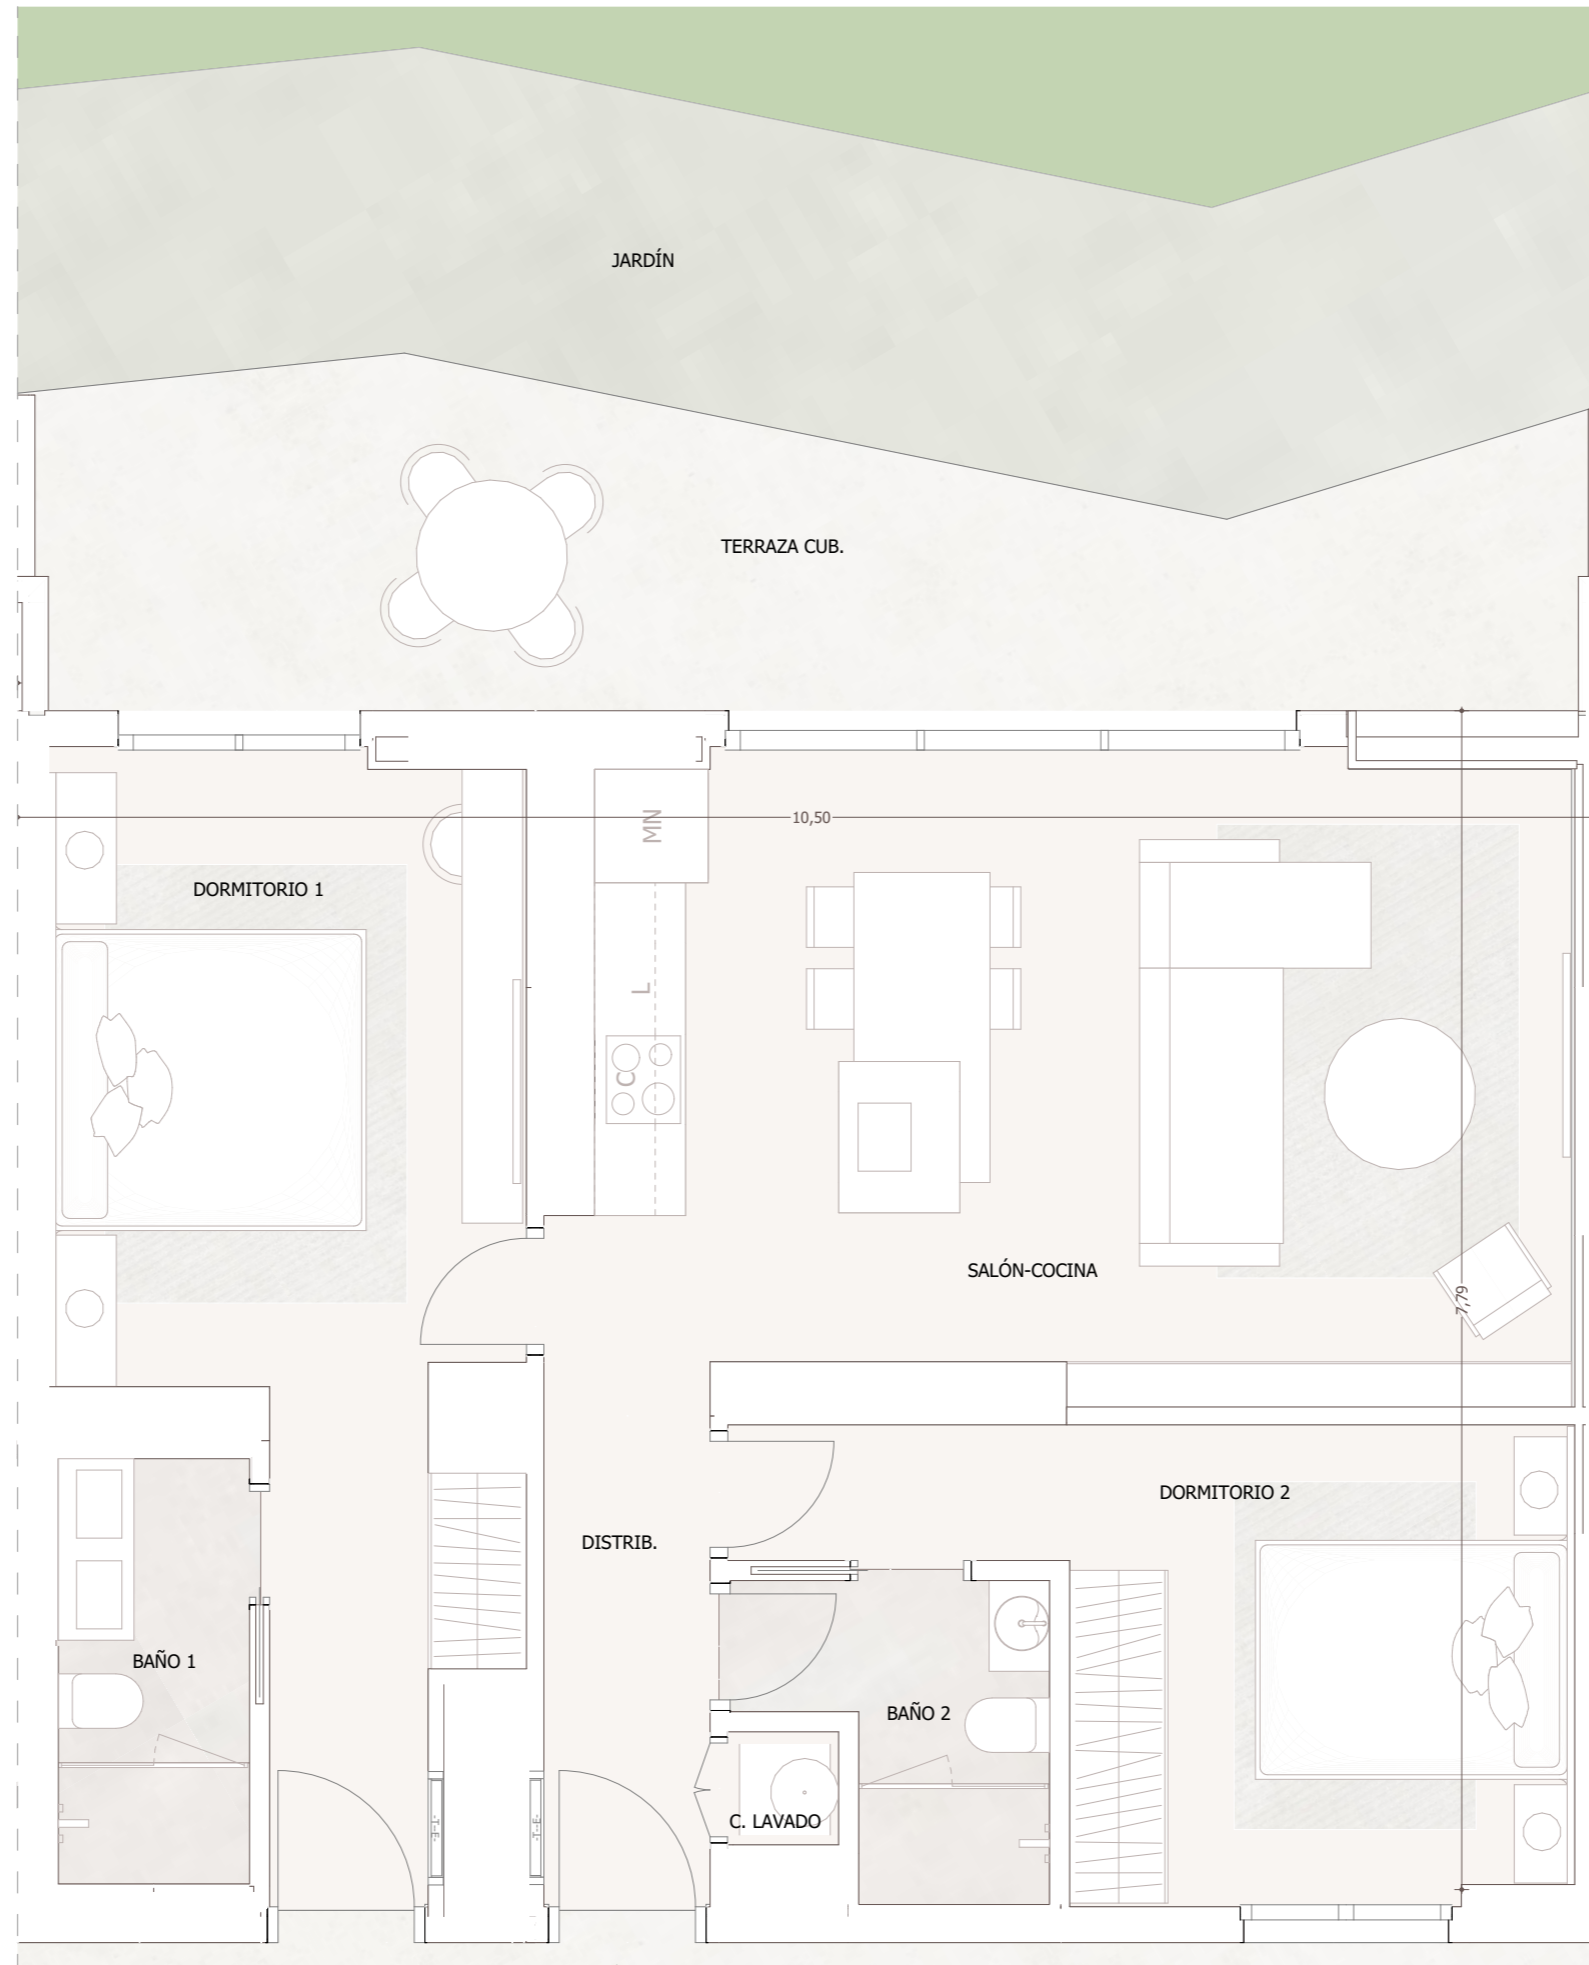 JARDÍN
TERRAZA CUB.
10,50
MN
DORMITORIO 1
L
C
SALÓN-COCINA
7,79
DORMITORIO 2
DISTRIB.
BAÑO 1
BAÑO 2
C. LAVADO
-T-E-
-T-E-